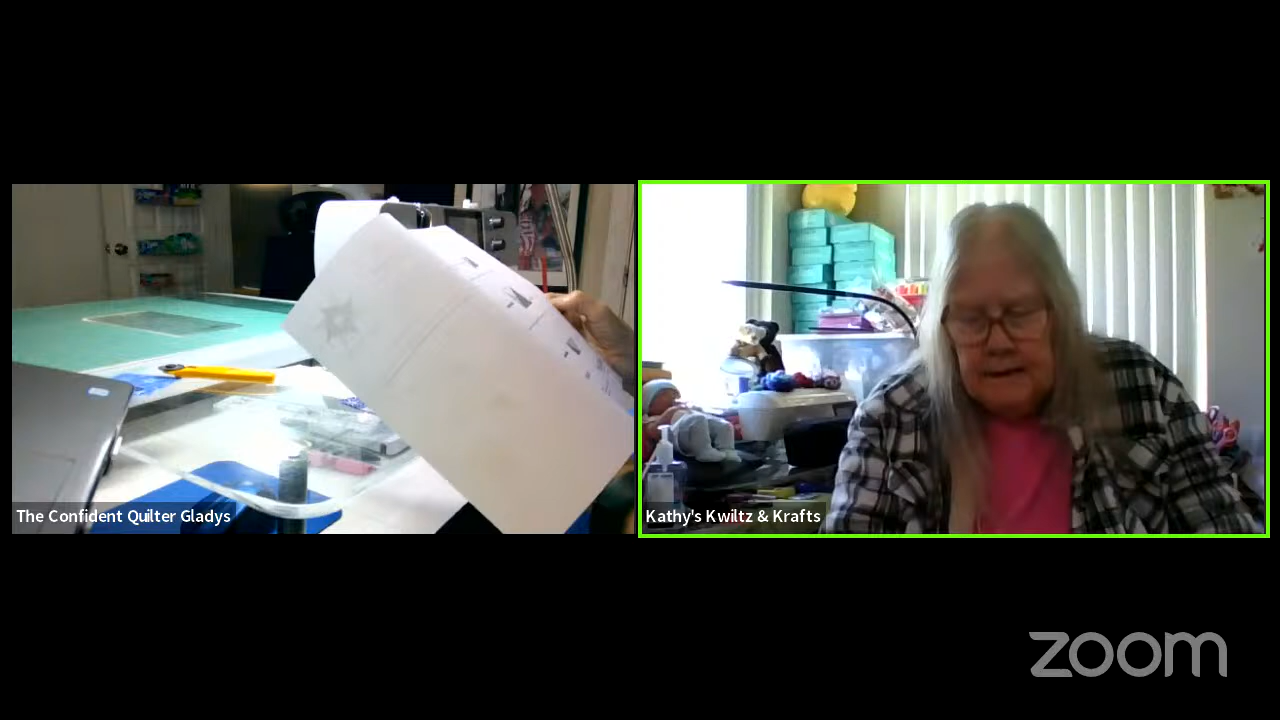 The Confident Quilter Gladys
Kathy's Kwiltz & Krafts
zoom